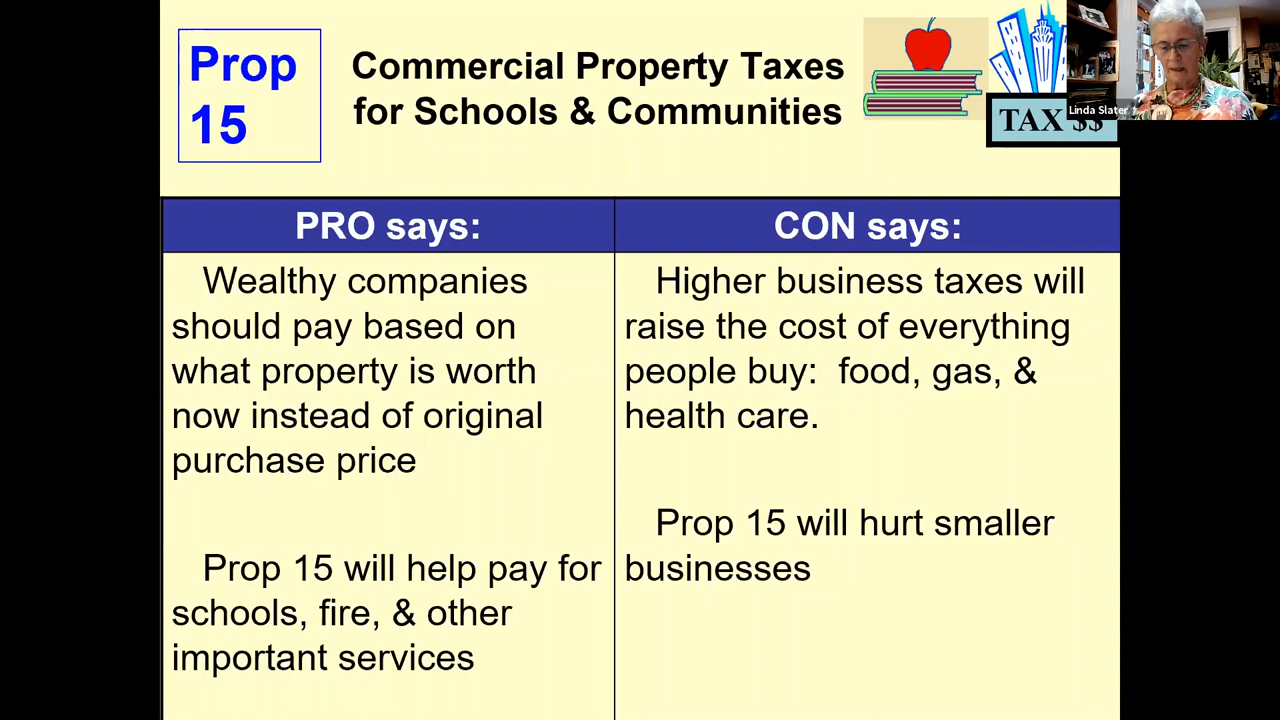 Prop
15
Commercial Property Taxes
for Schools & Communities
TAX $$
Linda Slater
PRO says:
CON says:
Wealthy companies
should pay based on
what property is worth
now instead of original
purchase price
Prop 15 will help pay for
schools, fire, & other
important services
Higher business taxes will
raise the cost of everything
people buy: food, gas, &
health care.
Prop 15 will hurt smaller
businesses